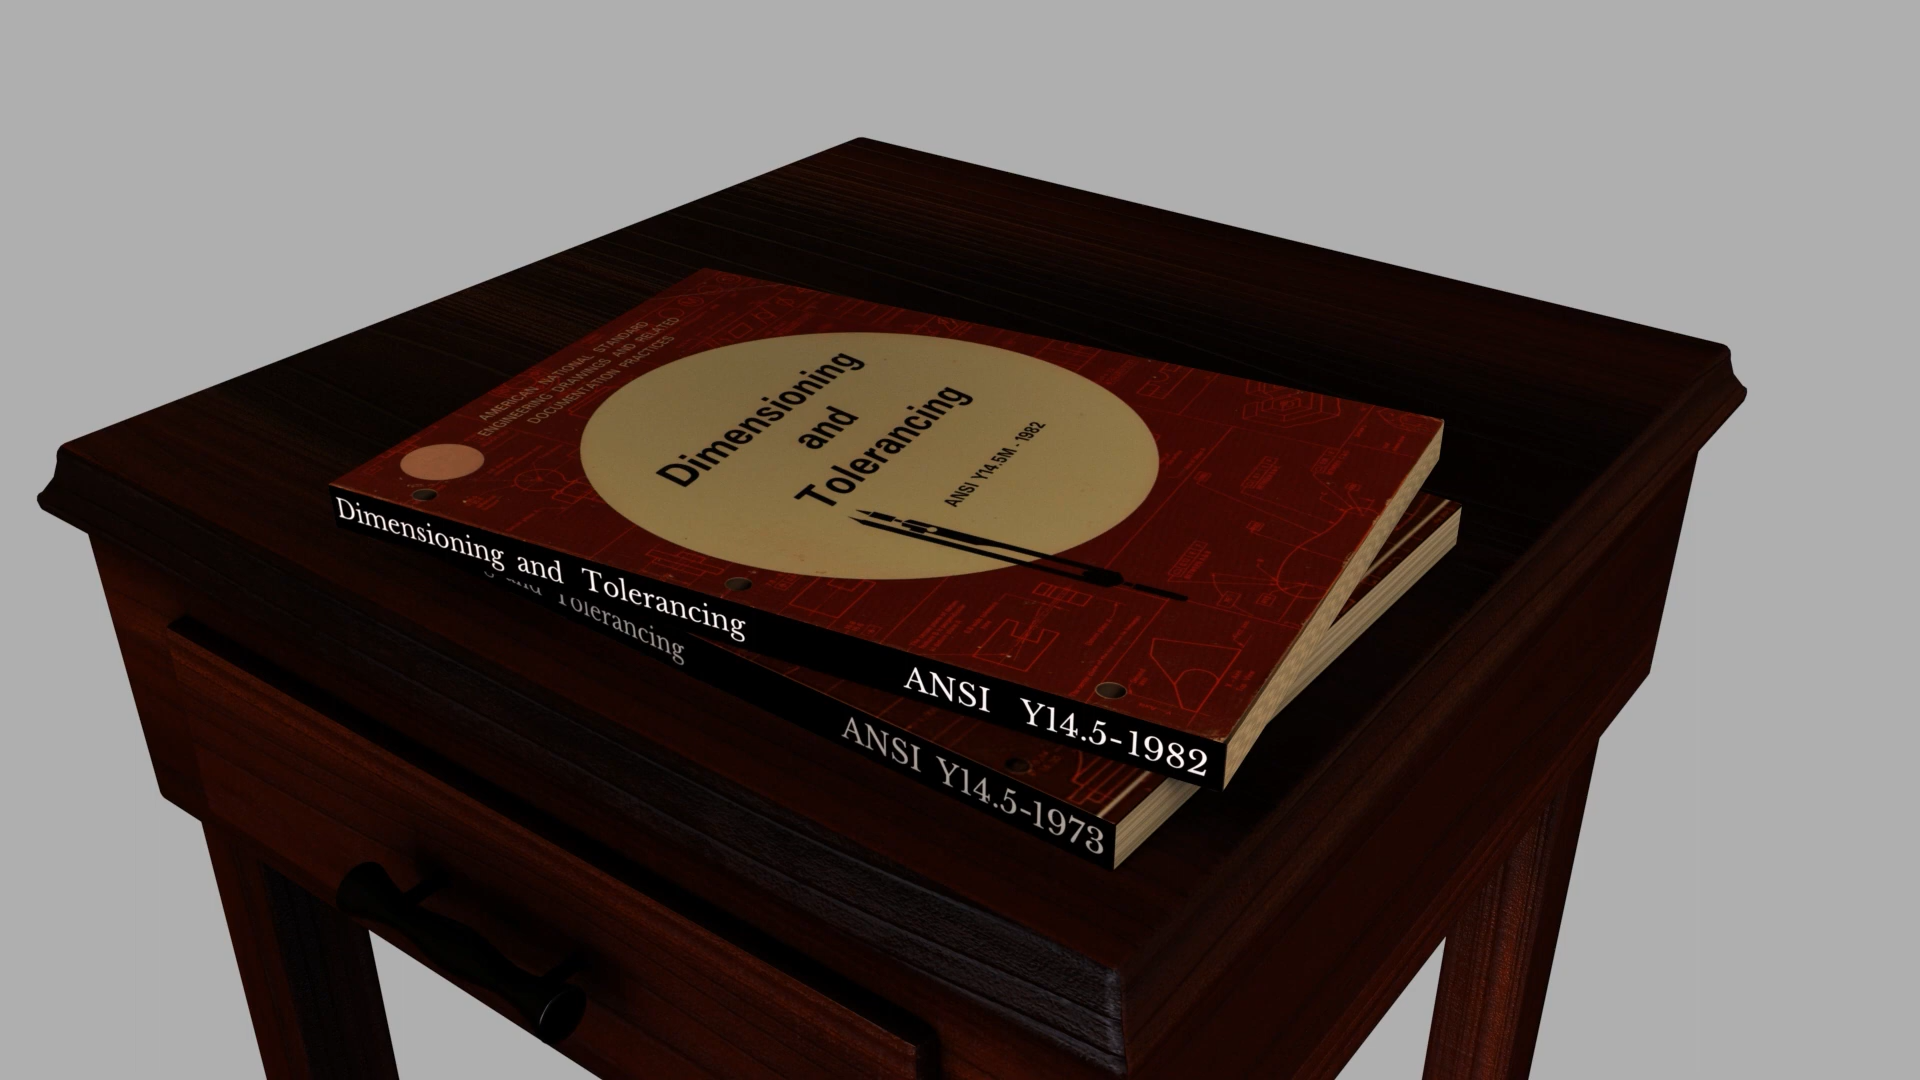 AMERICAN NATIONAL STANDARD
ENGINEERING DRAWINGS AND RELATED
DOCUMENTATION PRACTICES
Dimensioning
and
Tolerancing
ANSI Y14.5M - 1982
Dimensioning and Tolerancing ANSI Y14.5-1982
and Tolerancing ANSI Y14.5-1973